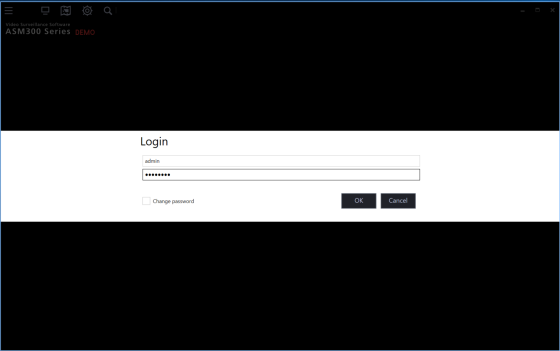 Video Surveillance Software
ASM300 Series DEMO
Login
admin
••••••••
Change password
OK
Cancel